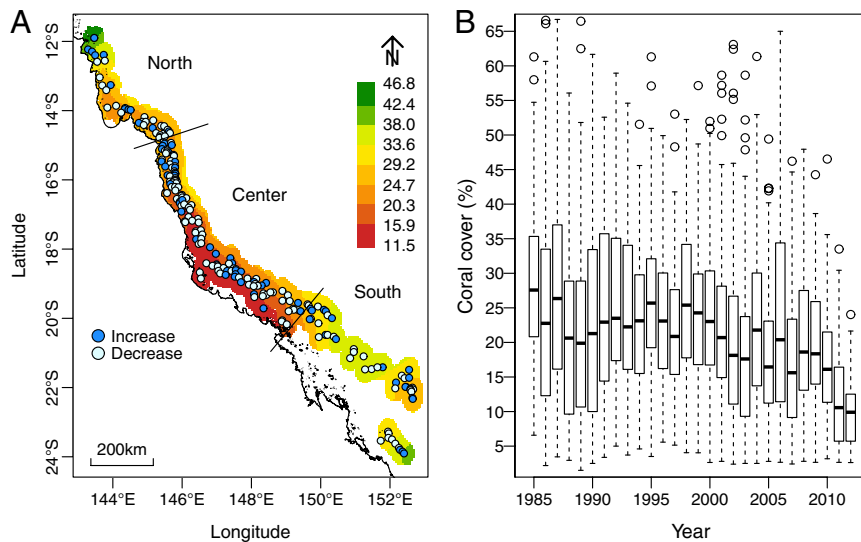 A
12°S
14°S
16°S
18°S
20°S
22°S
24°S
Latitude
North
Center
South
N
46.8
42.4
38.0
33.6
29.2
24.7
20.3
15.9
11.5
Increase
Decrease
200km
144°E 146°E 148°E 150°E 152°E
Longitude
B
65
60
55
50
45
40
35
30
25
20
15
10
5
Coral cover (%)
1985 1990 1995 2000 2005 2010
Year